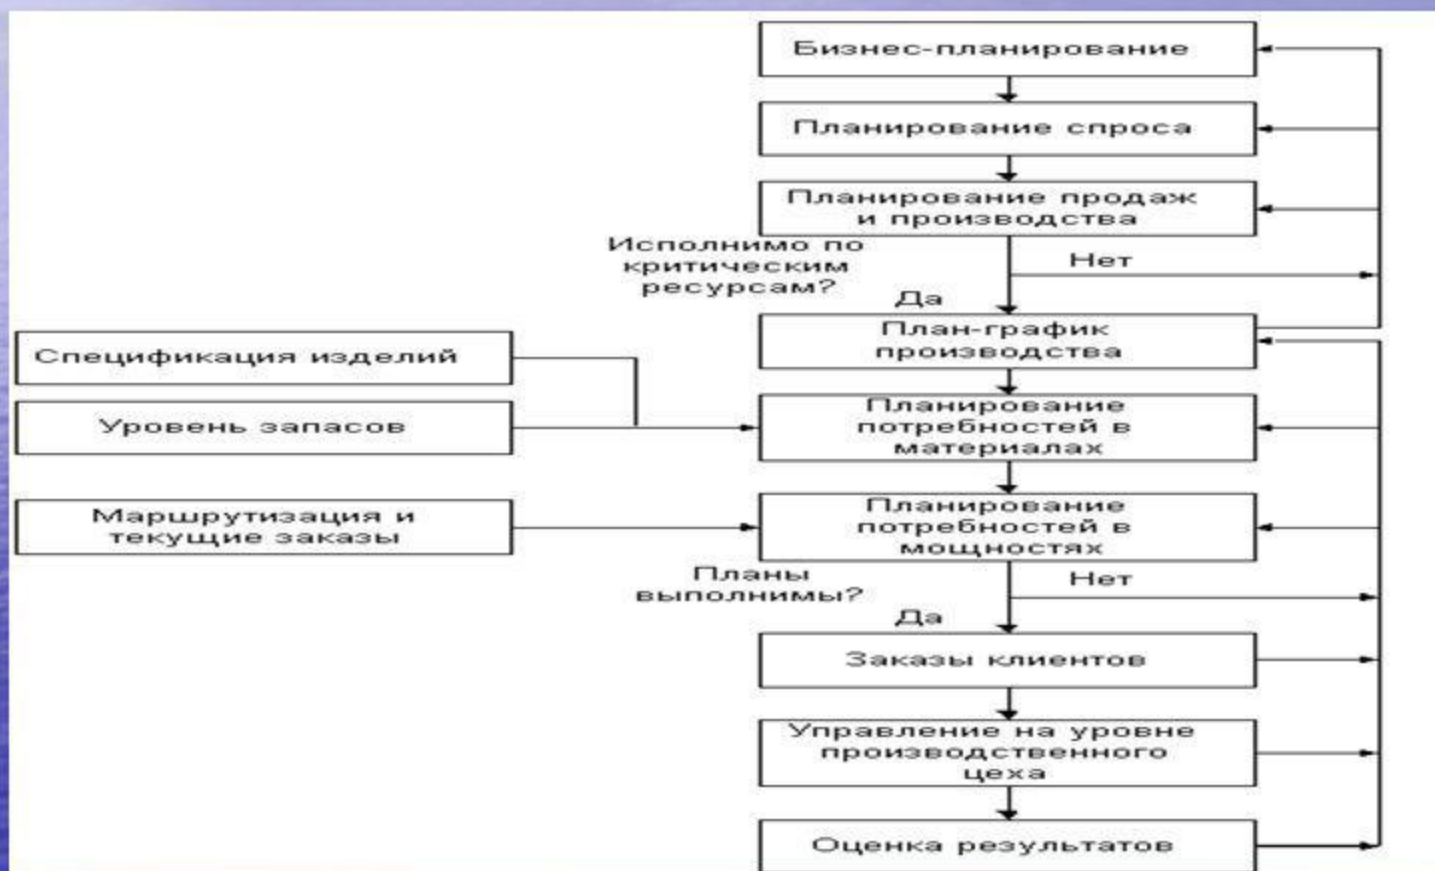 Бизнес-планирование
Планирование спроса
Планирование продаж
и производства
Исполнимо по
критическим
ресурсам?
Нет
Да
План-график
производства
Спецификация изделий
Уровень запасов
Планирование
потребностей в
материалах
Маршрутизация и
текущие заказы
Планирование
потребностей в
мощностях
Планы
выполнимы?
Нет
Да
Заказы клиентов
Управление на уровне
производственного
цеха
Оценка результатов